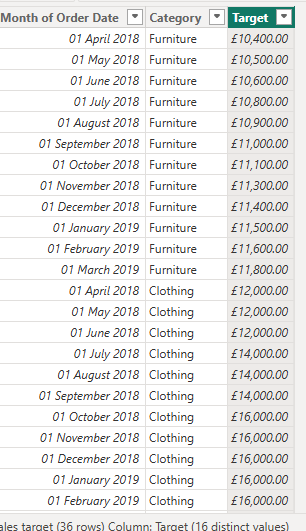 Month of Order Date Category Target
01 April 2018 Furniture £10,400.00
01 May 2018 Furniture £10,500.00
01 June 2018 Furniture £10,600.00
01 July 2018 Furniture £10,800.00
01 August 2018 Furniture £10,900.00
01 September 2018 Furniture £11,000.00
01 October 2018 Furniture £11,100.00
01 November 2018 Furniture £11,300.00
01 December 2018 Furniture £11,400.00
01 January 2019 Furniture £11,500.00
01 February 2019 Furniture £11,600.00
01 March 2019 Furniture £11,800.00
01 April 2018 Clothing £12,000.00
01 May 2018 Clothing £12,000.00
01 June 2018 Clothing £12,000.00
01 July 2018 Clothing £14,000.00
01 August 2018 Clothing £14,000.00
01 September 2018 Clothing £14,000.00
01 October 2018 Clothing £16,000.00
01 November 2018 Clothing £16,000.00
01 December 2018 Clothing £16,000.00
01 January 2019 Clothing £16,000.00
01 February 2019 Clothing £16,000.00
ales target (36 rows) Column: Target (16 distinct values)